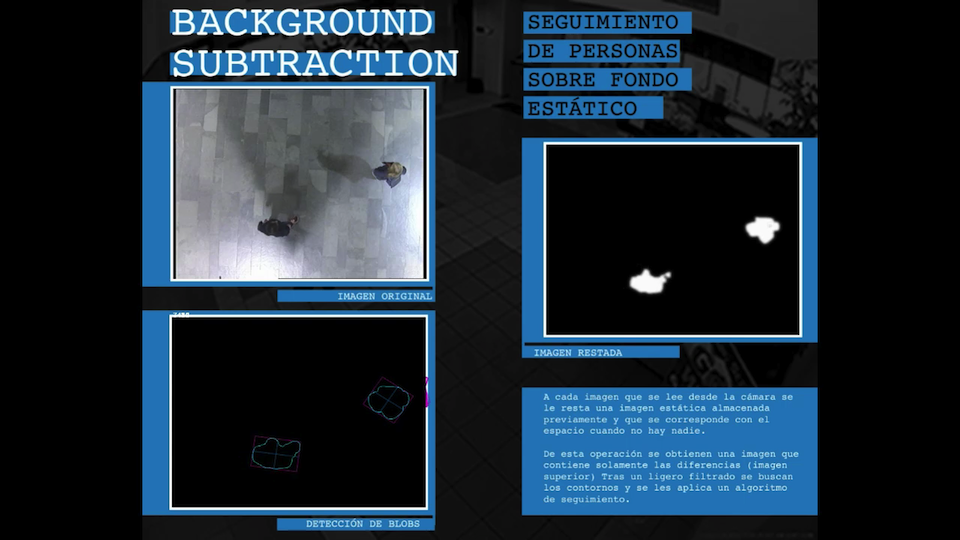 BACKGROUND
SUBTRACTION
IMAGEN ORIGINAL
DETECCIÓN DE BLOBS
SEGUIMIENTO
DE PERSONAS
SOBRE FONDO
ESTÁTICO
IMAGEN RESTADA
A cada imagen que se lee desde la cámara se
le resta una imagen estática almacenada
previamente y que se corresponde con el
espacio cuando no hay nadie.
De esta operación se obtienen una imagen que
contiene solamente las diferencias (imagen
superior) Tras un ligero filtrado se buscan
los contornos y se les aplica un algoritmo
de seguimiento.